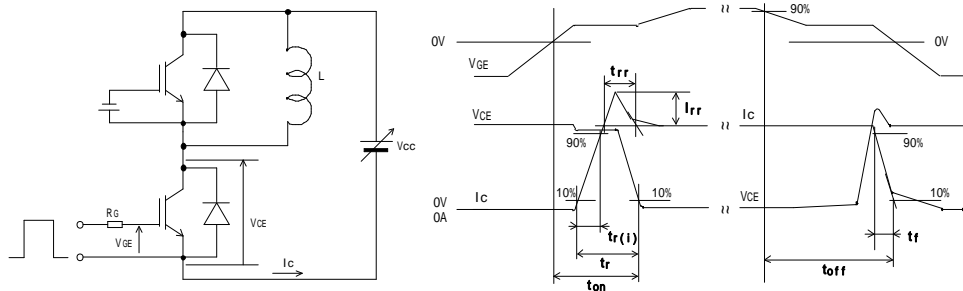 L
Vcc
RG
VGE
VCE
Ic
≈
90%
0V
0V
VGE
trr
Irr
VCE
≈
Ic
90%
90%
10%
10%
VCE
10%
Ic
0V
0A
≈
tr(i)
tr
ton
tf
toff